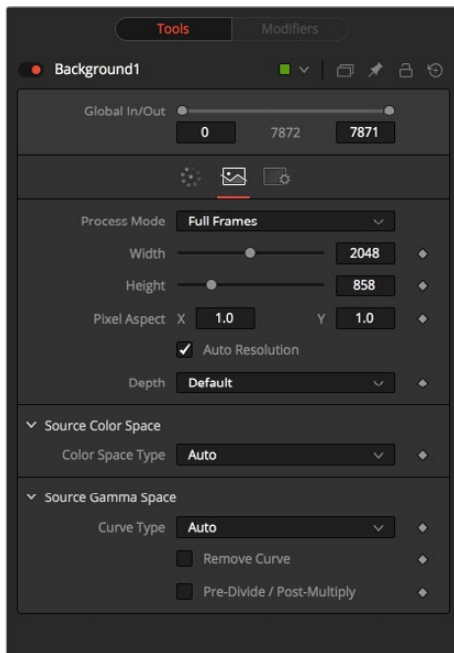 Tools Modifiers
Background1
Global In/Out
0 7872 7871
Process Mode Full Frames
Width 2048
Height 858
Pixel Aspect X 1.0 Y 1.0
Auto Resolution
Depth Default
Source Color Space
Color Space Type Auto
Source Gamma Space
Curve Type Auto
Remove Curve
Pre-Divide / Post-Multiply